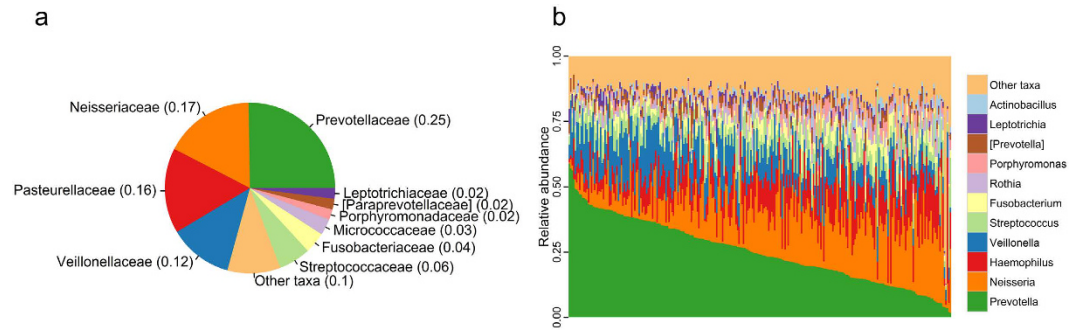 a
Neisseriaceae (0.17)
Prevotellaceae (0.25)
Pasteurellaceae (0.16)
Leptotrichiaceae (0.02)
[Paraprevotellaceae] (0.02)
Porphyromonadaceae (0.02)
Micrococcaceae (0.03)
Fusobacteriaceae (0.04)
Veillonellaceae (0.12)
Streptococcaceae (0.06)
Other taxa (0.1)
b
Relative abundance
1.00
0.75
0.50
0.25
0.00
Other taxa
Actinobacillus
Leptotrichia
[Prevotella]
Porphyromonas
Rothia
Fusobacterium
Streptococcus
Veillonella
Haemophilus
Neisseria
Prevotella